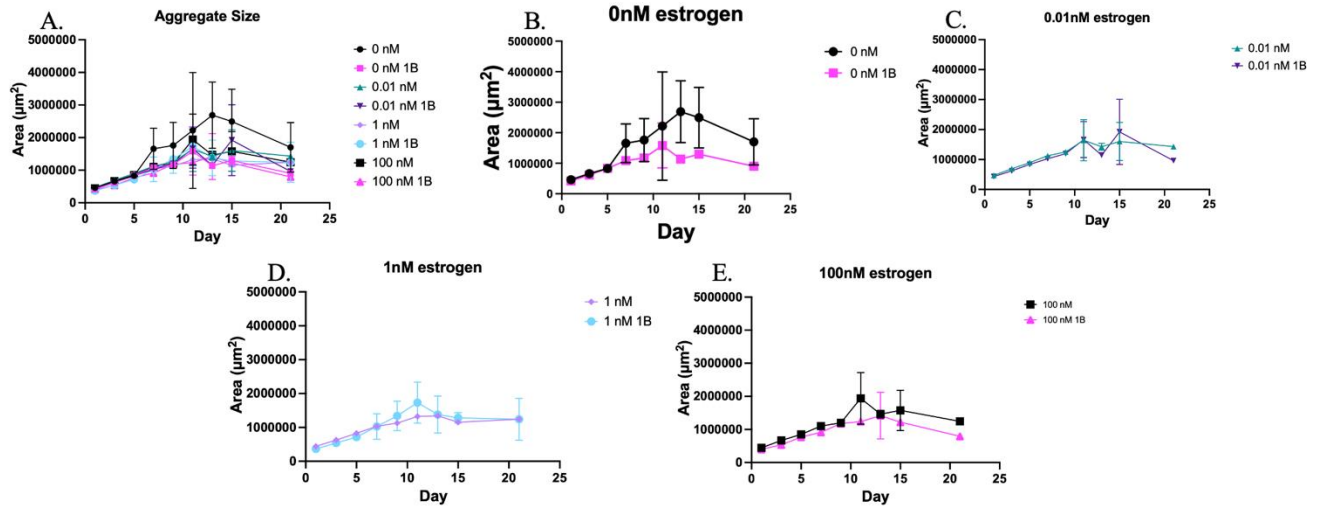 A.
Aggregate Size
Area (µm²)
5000000
4000000
3000000
2000000
1000000
0
0 5 10 15 20 25
Day
0 nM
0 nM 1B
0.01 nM
0.01 nM 1B
1 nM
1 nM 1B
100 nM
100 nM 1B
B.
0nM estrogen
Area (µm²)
5000000
4000000
3000000
2000000
1000000
0
0 5 10 15 20 25
Day
0 nM
0 nM 1B
C.
0.01nM estrogen
Area (µm²)
5000000
4000000
3000000
2000000
1000000
0
0 5 10 15 20 25
Day
0.01 nM
0.01 nM 1B
D.
1nM estrogen
Area (µm²)
5000000
4000000
3000000
2000000
1000000
0
0 5 10 15 20 25
Day
1 nM
1 nM 1B
E.
100nM estrogen
Area (µm²)
5000000
4000000
3000000
2000000
1000000
0
0 5 10 15 20 25
Day
100 nM
100 nM 1B